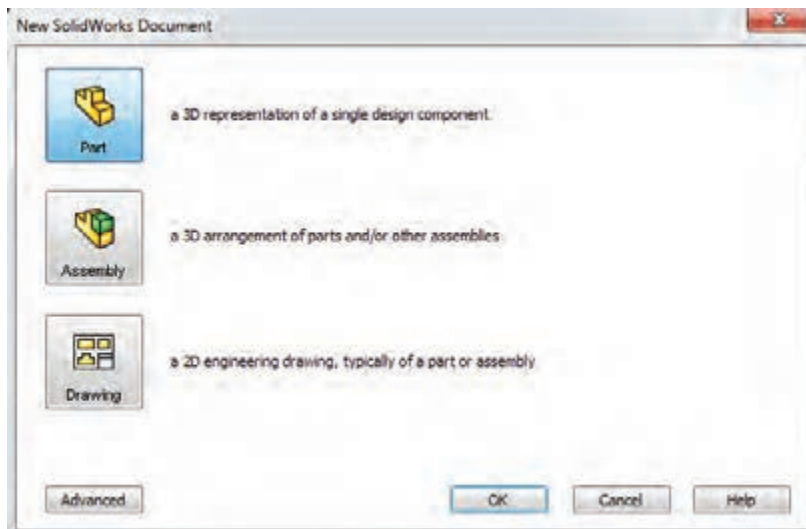 New SolidWorks Document
Part
a 3D representation of a single design component
Assembly
a 3D arrangement of parts and/or other assemblies
Drawing
a 2D engineering drawing, typically of a part or assembly
Advanced OK Cancel Help